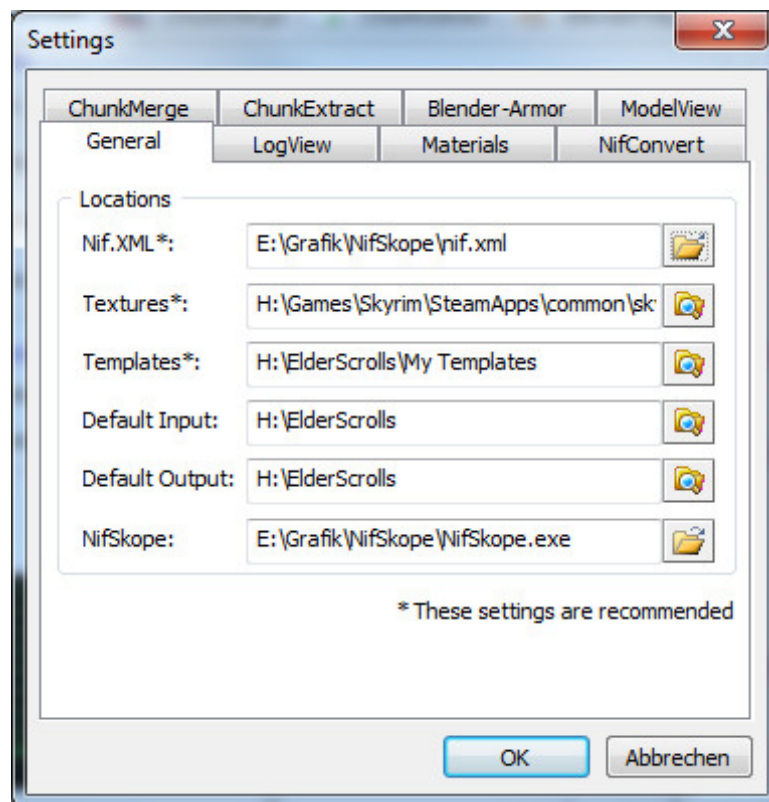 Settings
ChunkMerge ChunkExtract Blender-Armor ModelView
General LogView Materials NifConvert
Locations
Nif.XML*: E:\Grafik\NifSkope\nif.xml
Textures*: H:\Games\Skyrim\SteamApps\common\sk
Templates*: H:\ElderScrolls\My Templates
Default Input: H:\ElderScrolls
Default Output: H:\ElderScrolls
NifSkope: E:\Grafik\NifSkope\NifSkope.exe
* These settings are recommended
OK Abbrechen